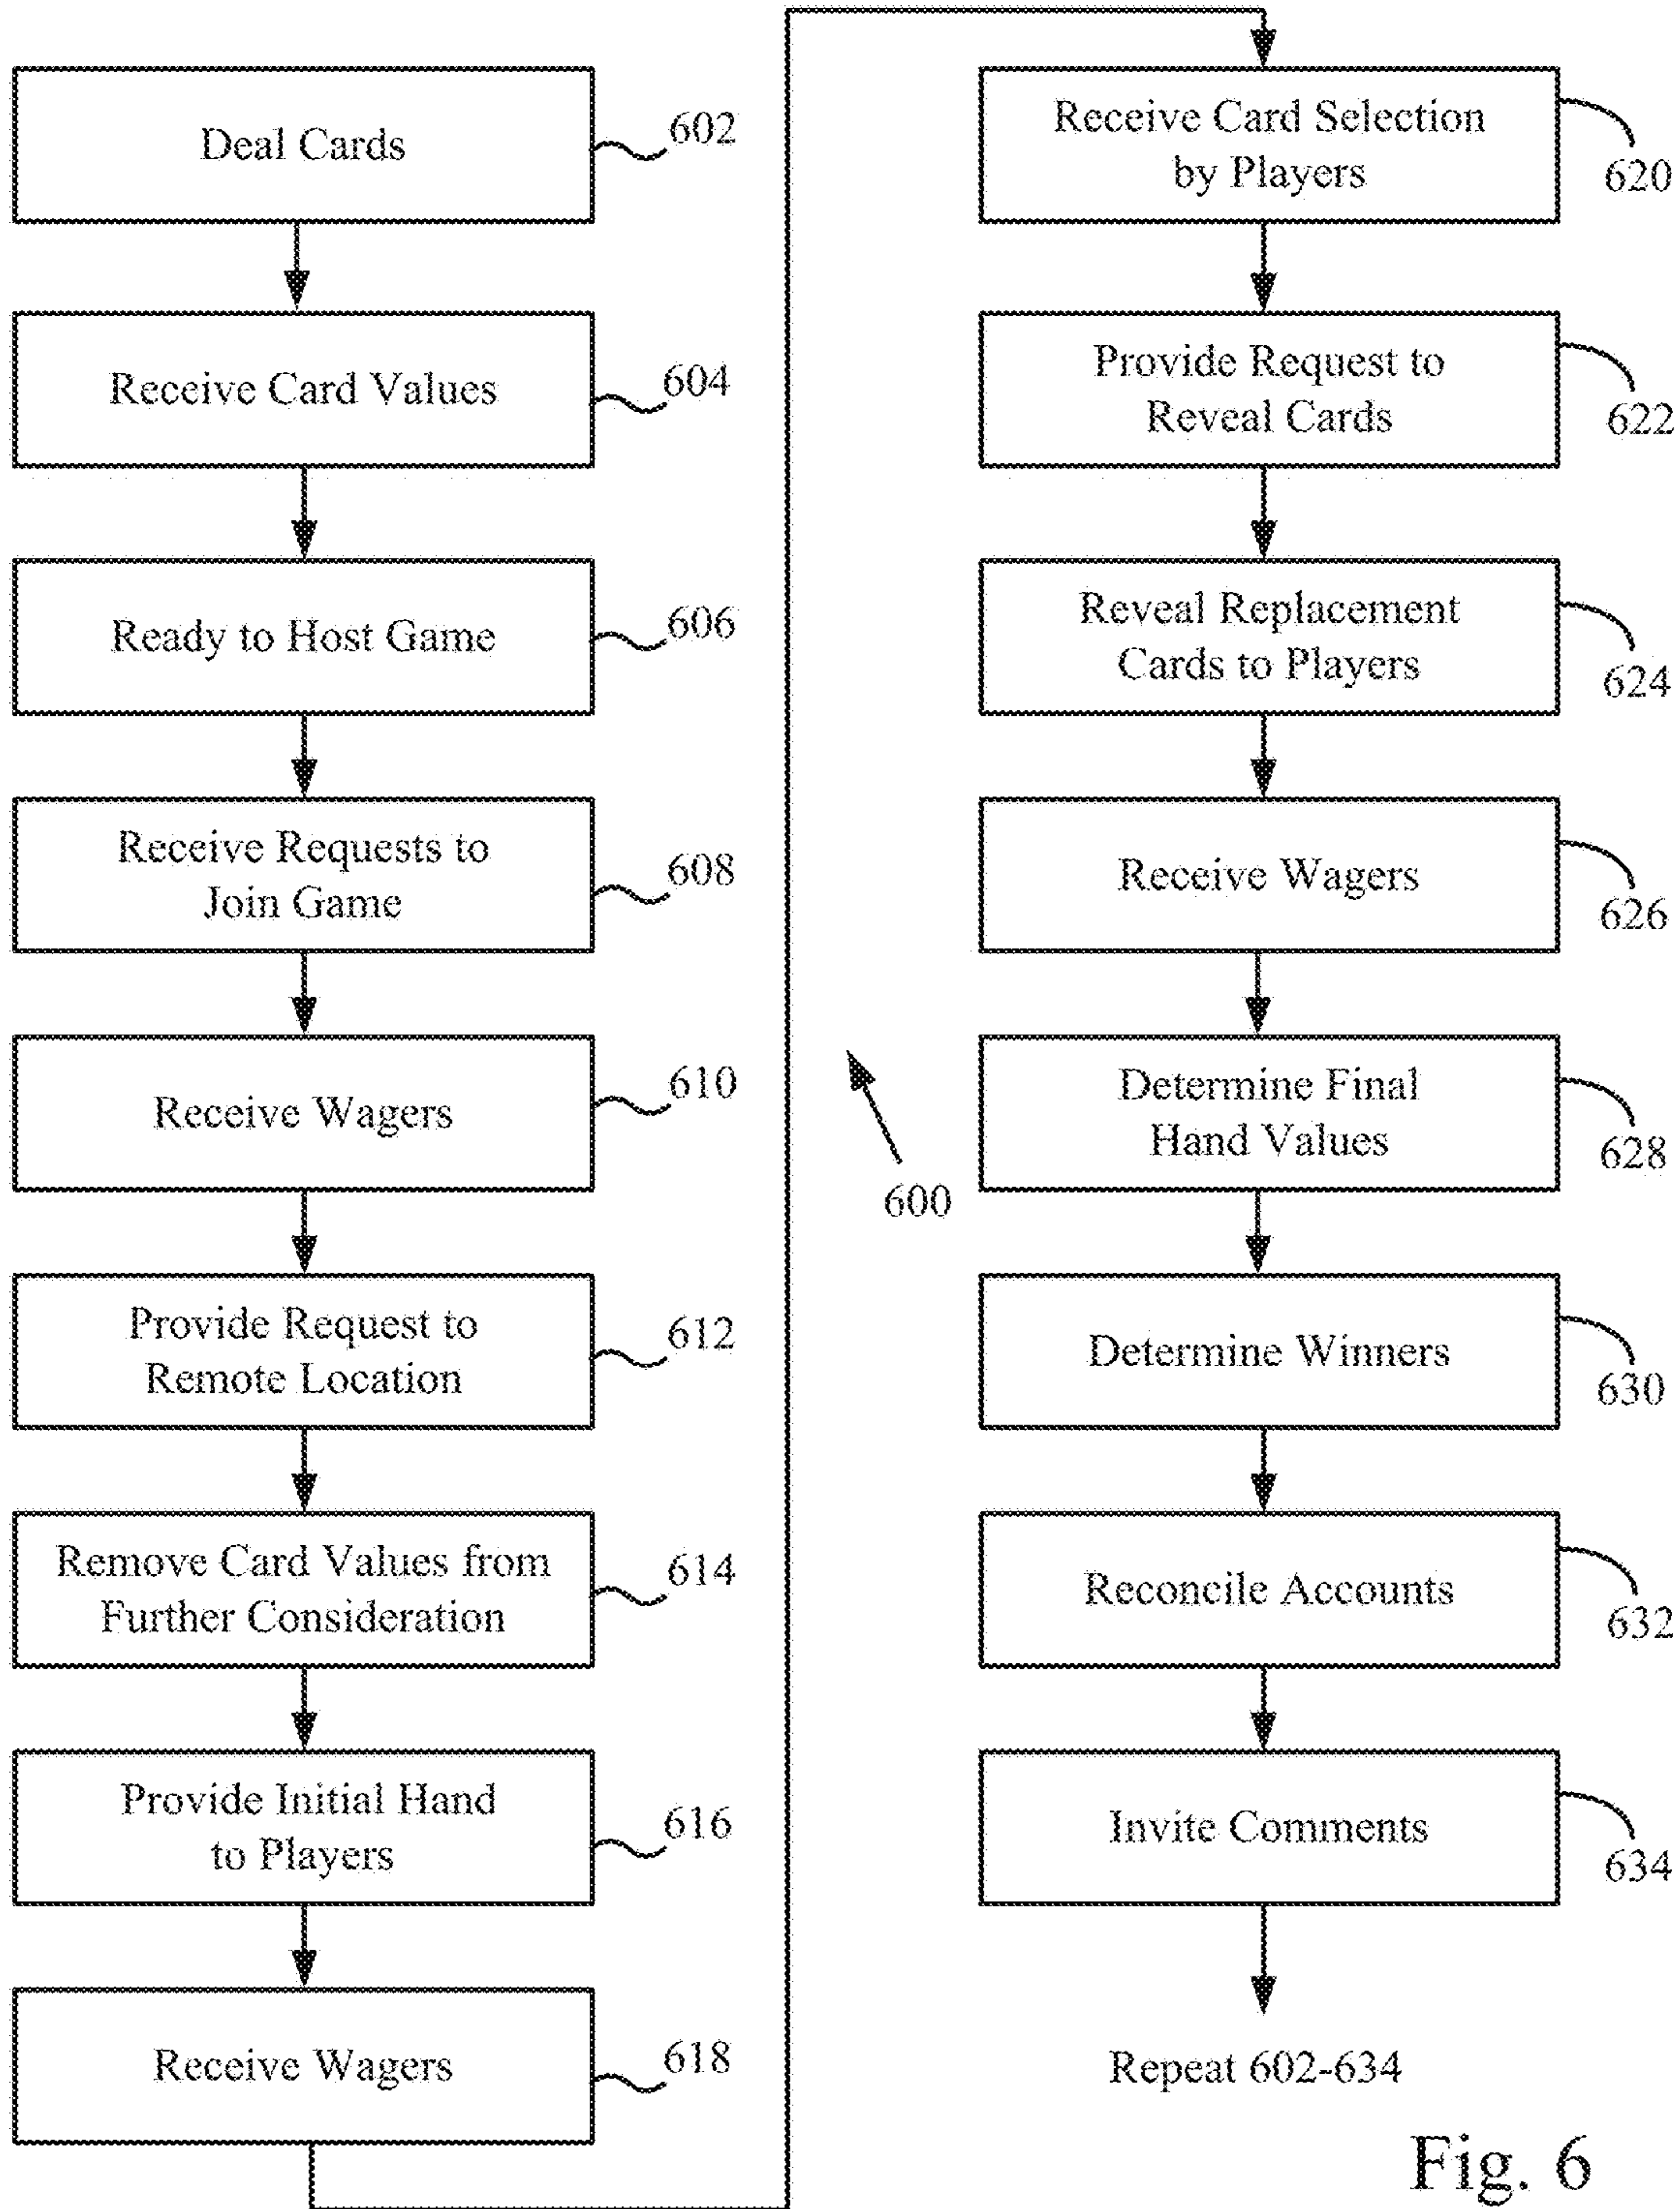 Deal Cards
602
Receive Card Values
604
Ready to Host Game
606
Receive Requests to
Join Game
608
Receive Wagers
610
Provide Request to
Remote Location
612
Remove Card Values from
Further Consideration
614
Provide Initial Hand
to Players
616
Receive Wagers
618
600
Receive Card Selection
by Players
620
Provide Request to
Reveal Cards
622
Reveal Replacement
Cards to Players
624
Receive Wagers
626
Determine Final
Hand Values
628
Determine Winners
630
Reconcile Accounts
632
Invite Comments
634
Repeat 602-634
Fig. 6